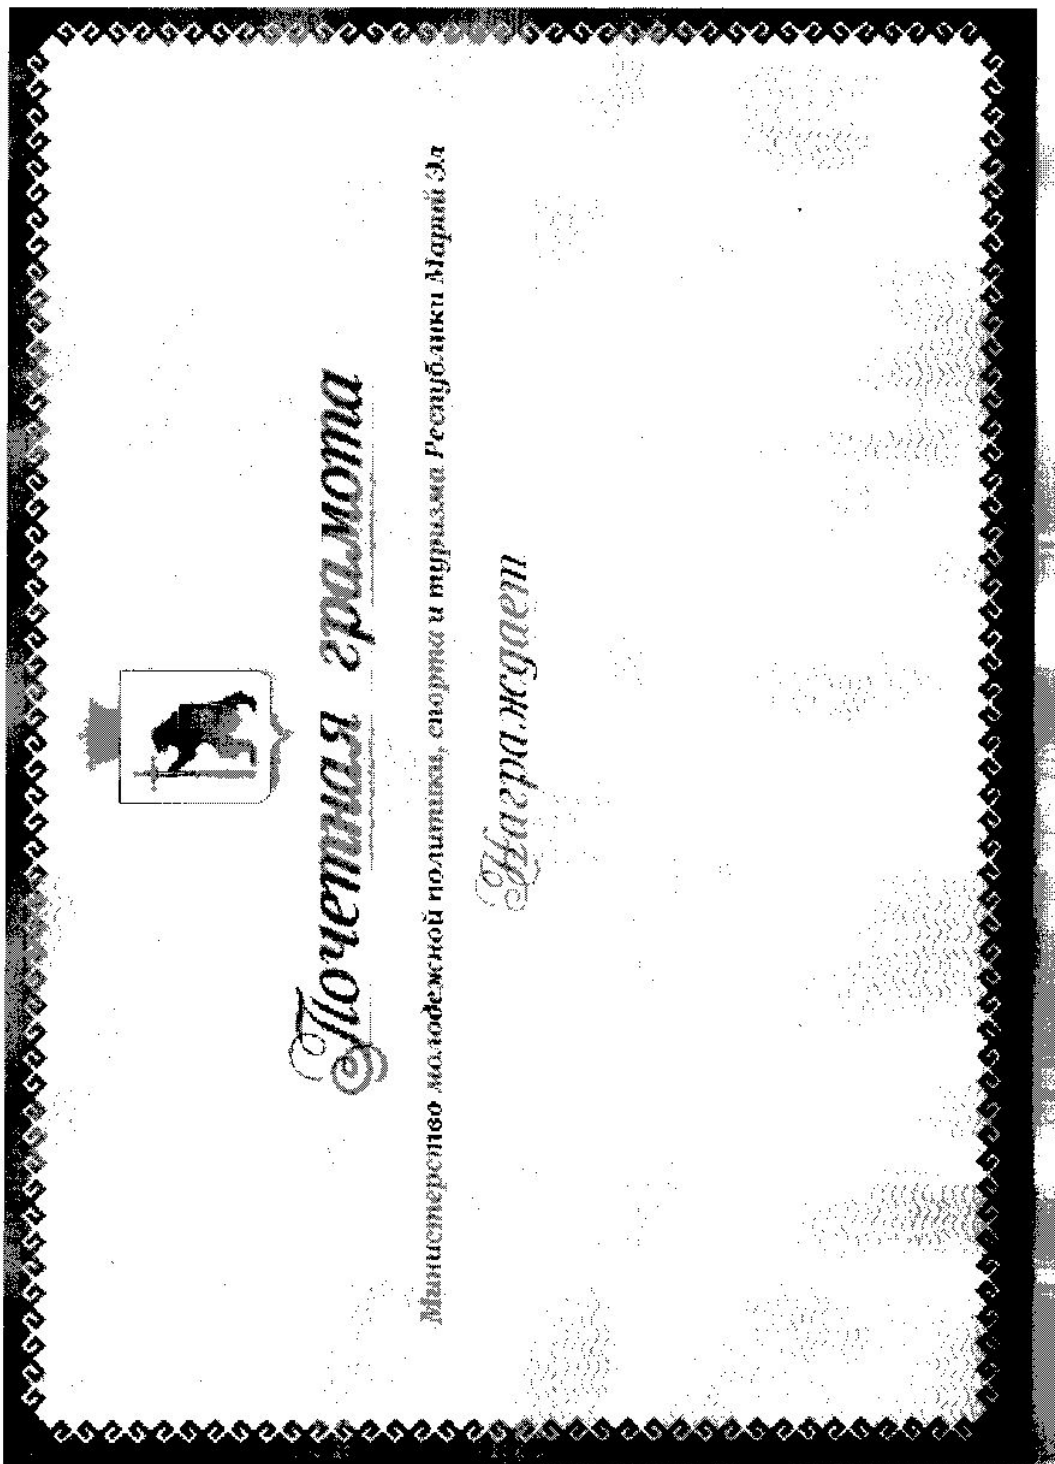 Почетная грамота
Министерство молодежной политики, спорта и туризма Республики Марий Эл
Награждает